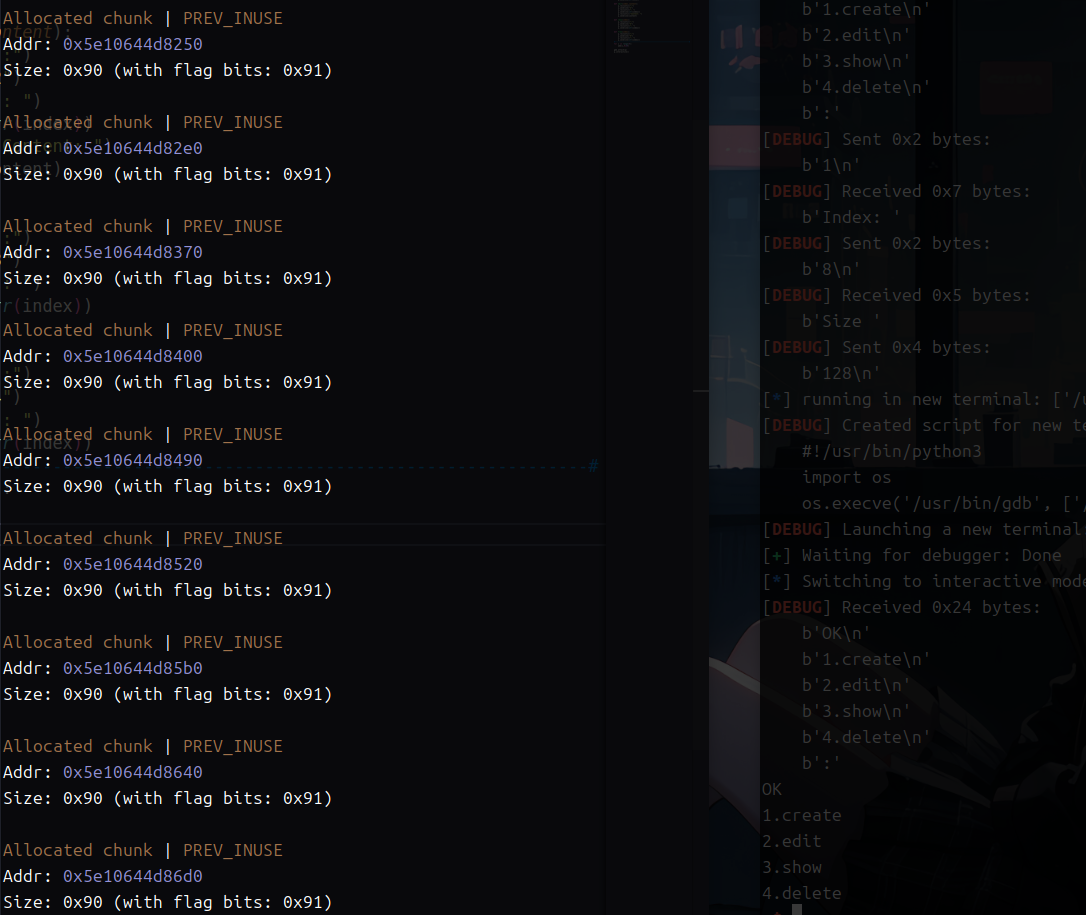 Allocated chunk | PREV_INUSE
Addr: 0x5e10644d8250
Size: 0x90 (with flag bits: 0x91)
Allocated chunk | PREV_INUSE
Addr: 0x5e10644d82e0
Size: 0x90 (with flag bits: 0x91)
Allocated chunk | PREV_INUSE
Addr: 0x5e10644d8370
Size: 0x90 (with flag bits: 0x91)
r(index))
Allocated chunk | PREV_INUSE
Addr: 0x5e10644d8400
Size: 0x90 (with flag bits: 0x91)
Allocated chunk | PREV_INUSE
Addr: 0x5e10644d8490
Size: 0x90 (with flag bits: 0x91)
Allocated chunk | PREV_INUSE
Addr: 0x5e10644d8520
Size: 0x90 (with flag bits: 0x91)
Allocated chunk | PREV_INUSE
Addr: 0x5e10644d85b0
Size: 0x90 (with flag bits: 0x91)
Allocated chunk | PREV_INUSE
Addr: 0x5e10644d8640
Size: 0x90 (with flag bits: 0x91)
Allocated chunk | PREV_INUSE
Addr: 0x5e10644d86d0
Size: 0x90 (with flag bits: 0x91)
b'1.create\n'
b'2.edit\n'
b'3.show\n'
b'4.delete\n'
b':'
[DEBUG] Sent 0x2 bytes:
b'1\n'
[DEBUG] Received 0x7 bytes:
b'Index: '
[DEBUG] Sent 0x2 bytes:
b'8\n'
[DEBUG] Received 0x5 bytes:
b'Size '
[DEBUG] Sent 0x4 bytes:
b'128\n'
[*] running in new terminal: ['/u
[DEBUG] Created script for new te
#!/usr/bin/python3
import os
os.execve('/usr/bin/gdb', ['/
[DEBUG] Launching a new terminal:
[+] Waiting for debugger: Done
[*] Switching to interactive mode
[DEBUG] Received 0x24 bytes:
b'OK\n'
b'1.create\n'
b'2.edit\n'
b'3.show\n'
b'4.delete\n'
b':'
OK
1.create
2.edit
3.show
4.delete